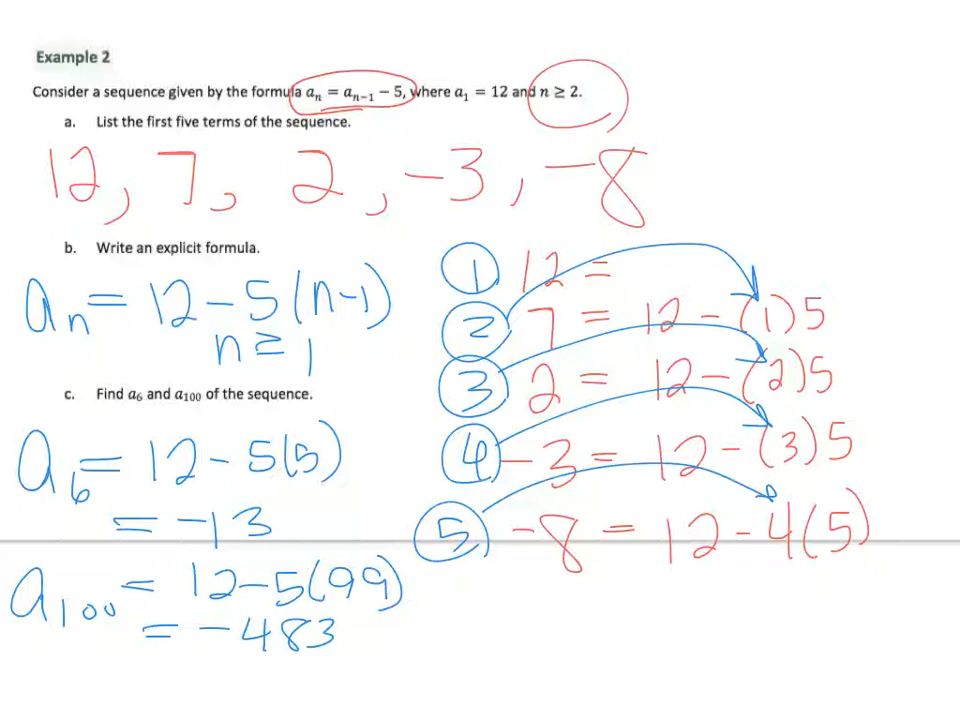 Example 2
Consider a sequence given by the formula aₙ = aₙ₋₁ − 5, where a₁ = 12 and n ≥ 2.
a. List the first five terms of the sequence.
12, 7, 2, −3, −8
b. Write an explicit formula.
aₙ = 12 − 5(n−1)
n ≥ 1
① 12 =
② 7 = 12 − (1)5
③ 2 = 12 − (2)5
④ −3 = 12 − (3)5
⑤ −8 = 12 − 4(5)
c. Find a₆ and a₁₀₀ of the sequence.
a₆ = 12 − 5(5)
= −13
a₁₀₀ = 12 − 5(99)
= −483